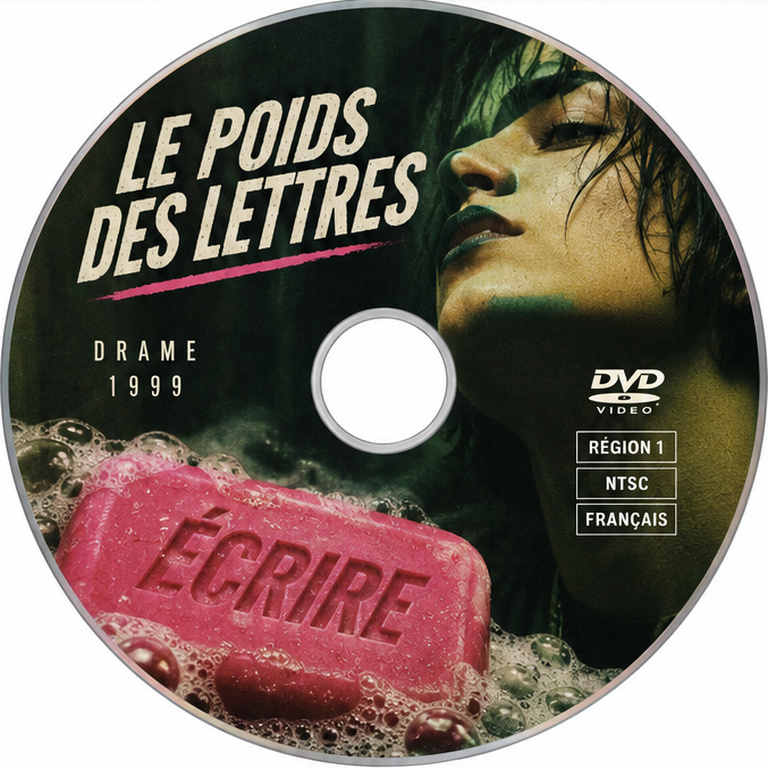 LE POIDS
DES LETTRES
DRAME
1999
DVD
VIDEO
RÉGION 1
NTSC
FRANÇAIS
ÉCRIRE